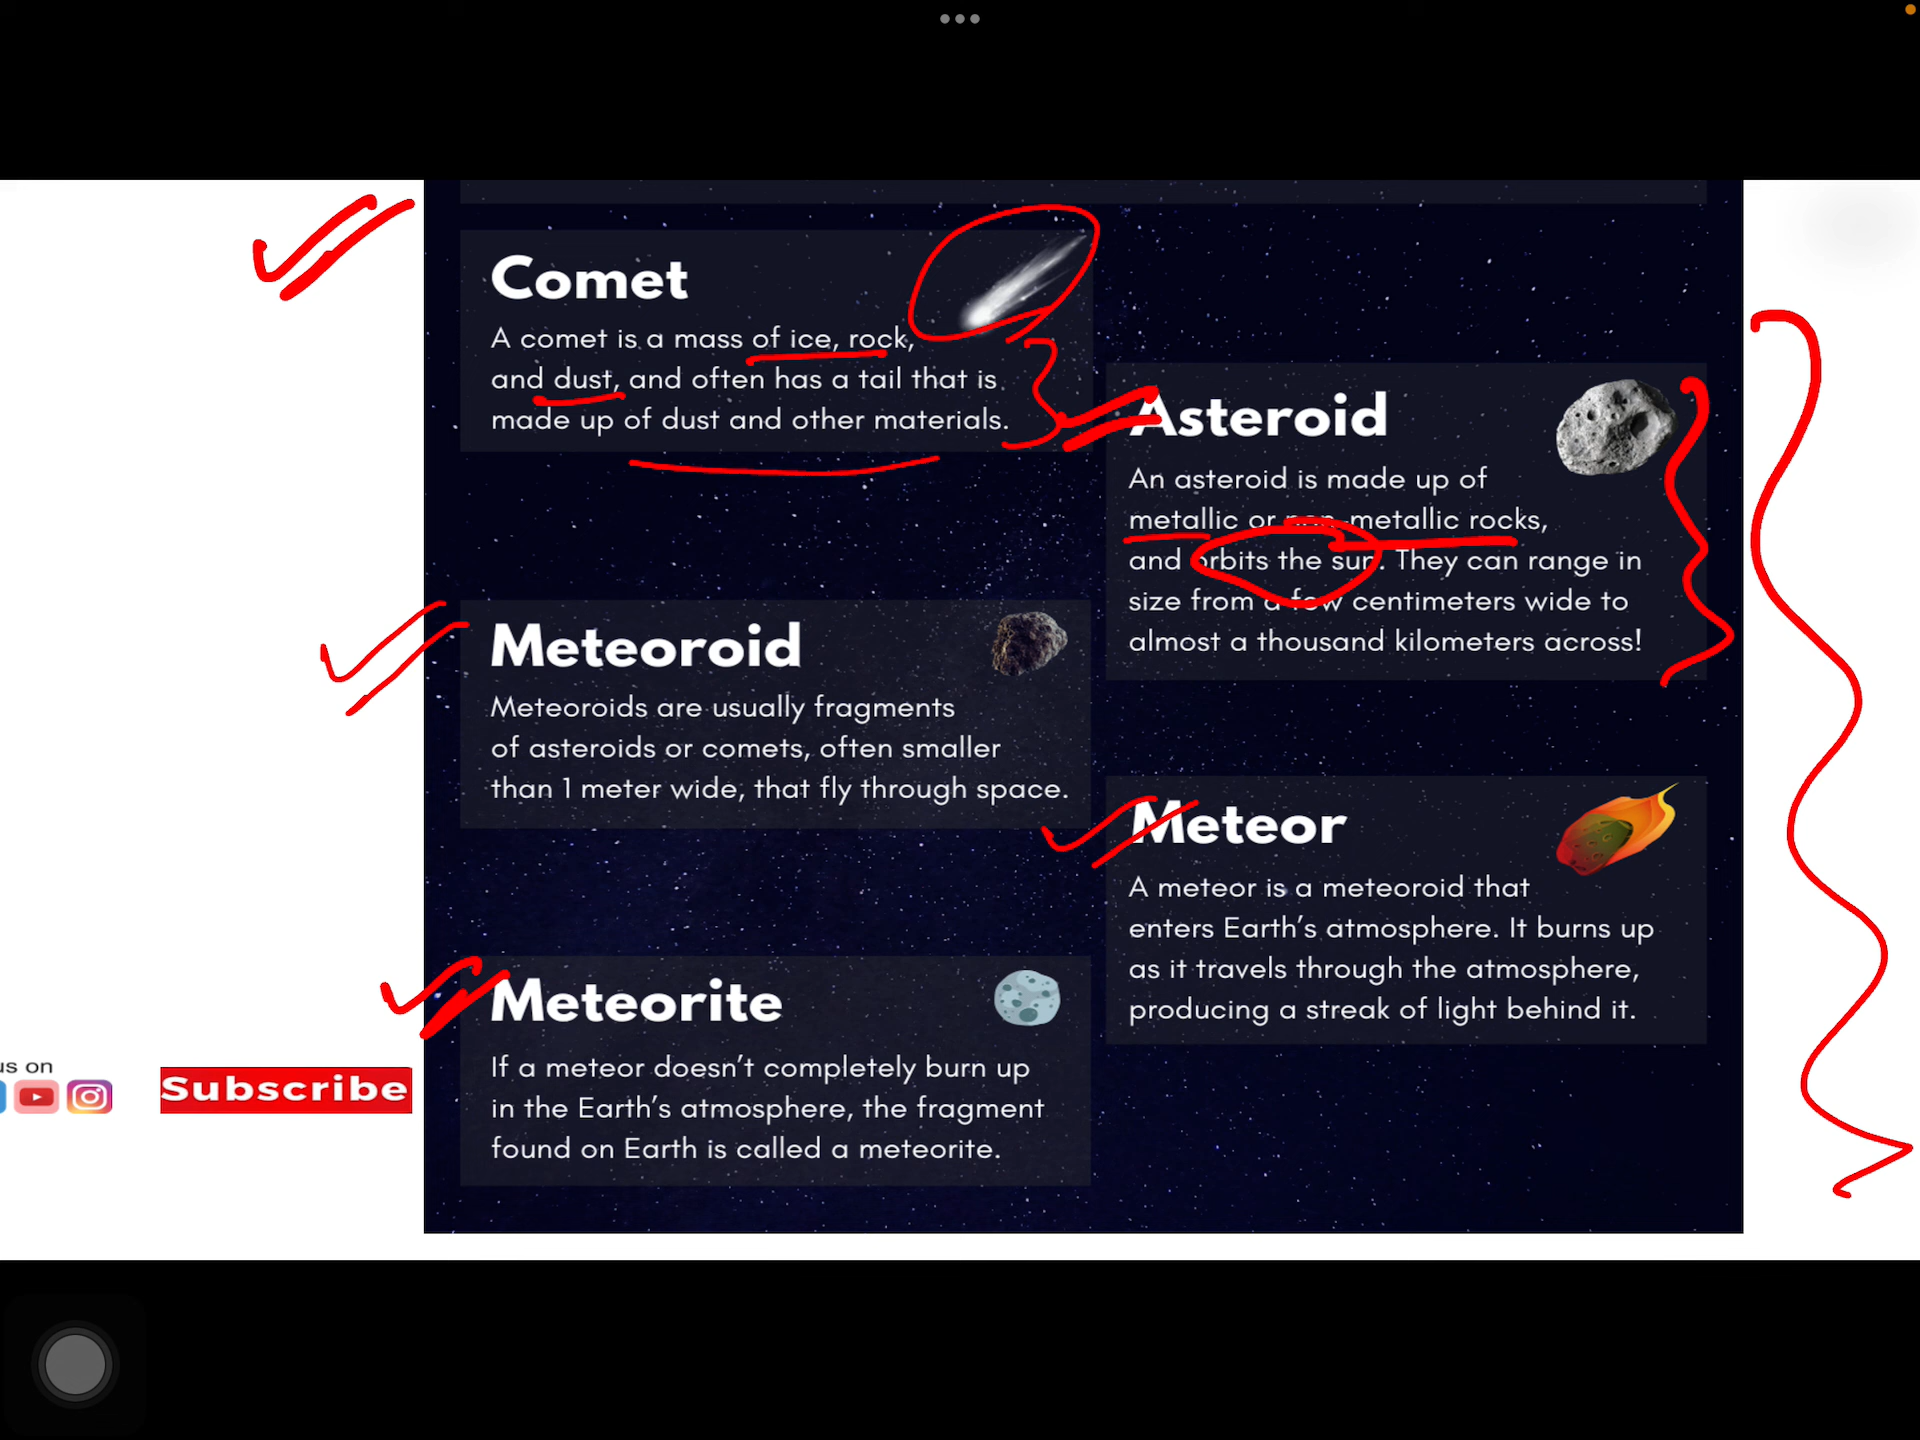 Comet
A comet is a mass of ice, rock,
and dust, and often has a tail that is
made up of dust and other materials.
Asteroid
An asteroid is made up of
metallic or non-metallic rocks,
and orbits the sun. They can range in
size from a few centimeters wide to
almost a thousand kilometers across!
Meteoroid
Meteoroids are usually fragments
of asteroids or comets, often smaller
than 1 meter wide, that fly through space.
Meteor
A meteor is a meteoroid that
enters Earth’s atmosphere. It burns up
as it travels through the atmosphere,
producing a streak of light behind it.
Meteorite
If a meteor doesn’t completely burn up
in the Earth’s atmosphere, the fragment
found on Earth is called a meteorite.
us on
Subscribe